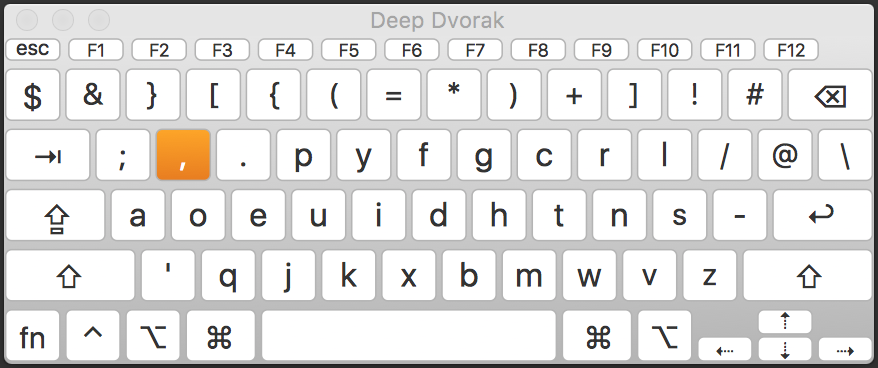 Deep Dvorak
esc F1 F2 F3 F4 F5 F6 F7 F8 F9 F10 F11 F12
$ & } [ { ( = * ) + ] ! # ⌫
⇥ ; , . p y f g c r l / @ \
⇪ a o e u i d h t n s - ↩
⇧ ' q j k x b m w v z ⇧
fn ^ ⌥ ⌘ ⌘ ⌥ ⇠ ⇡ ⇣ ⇢